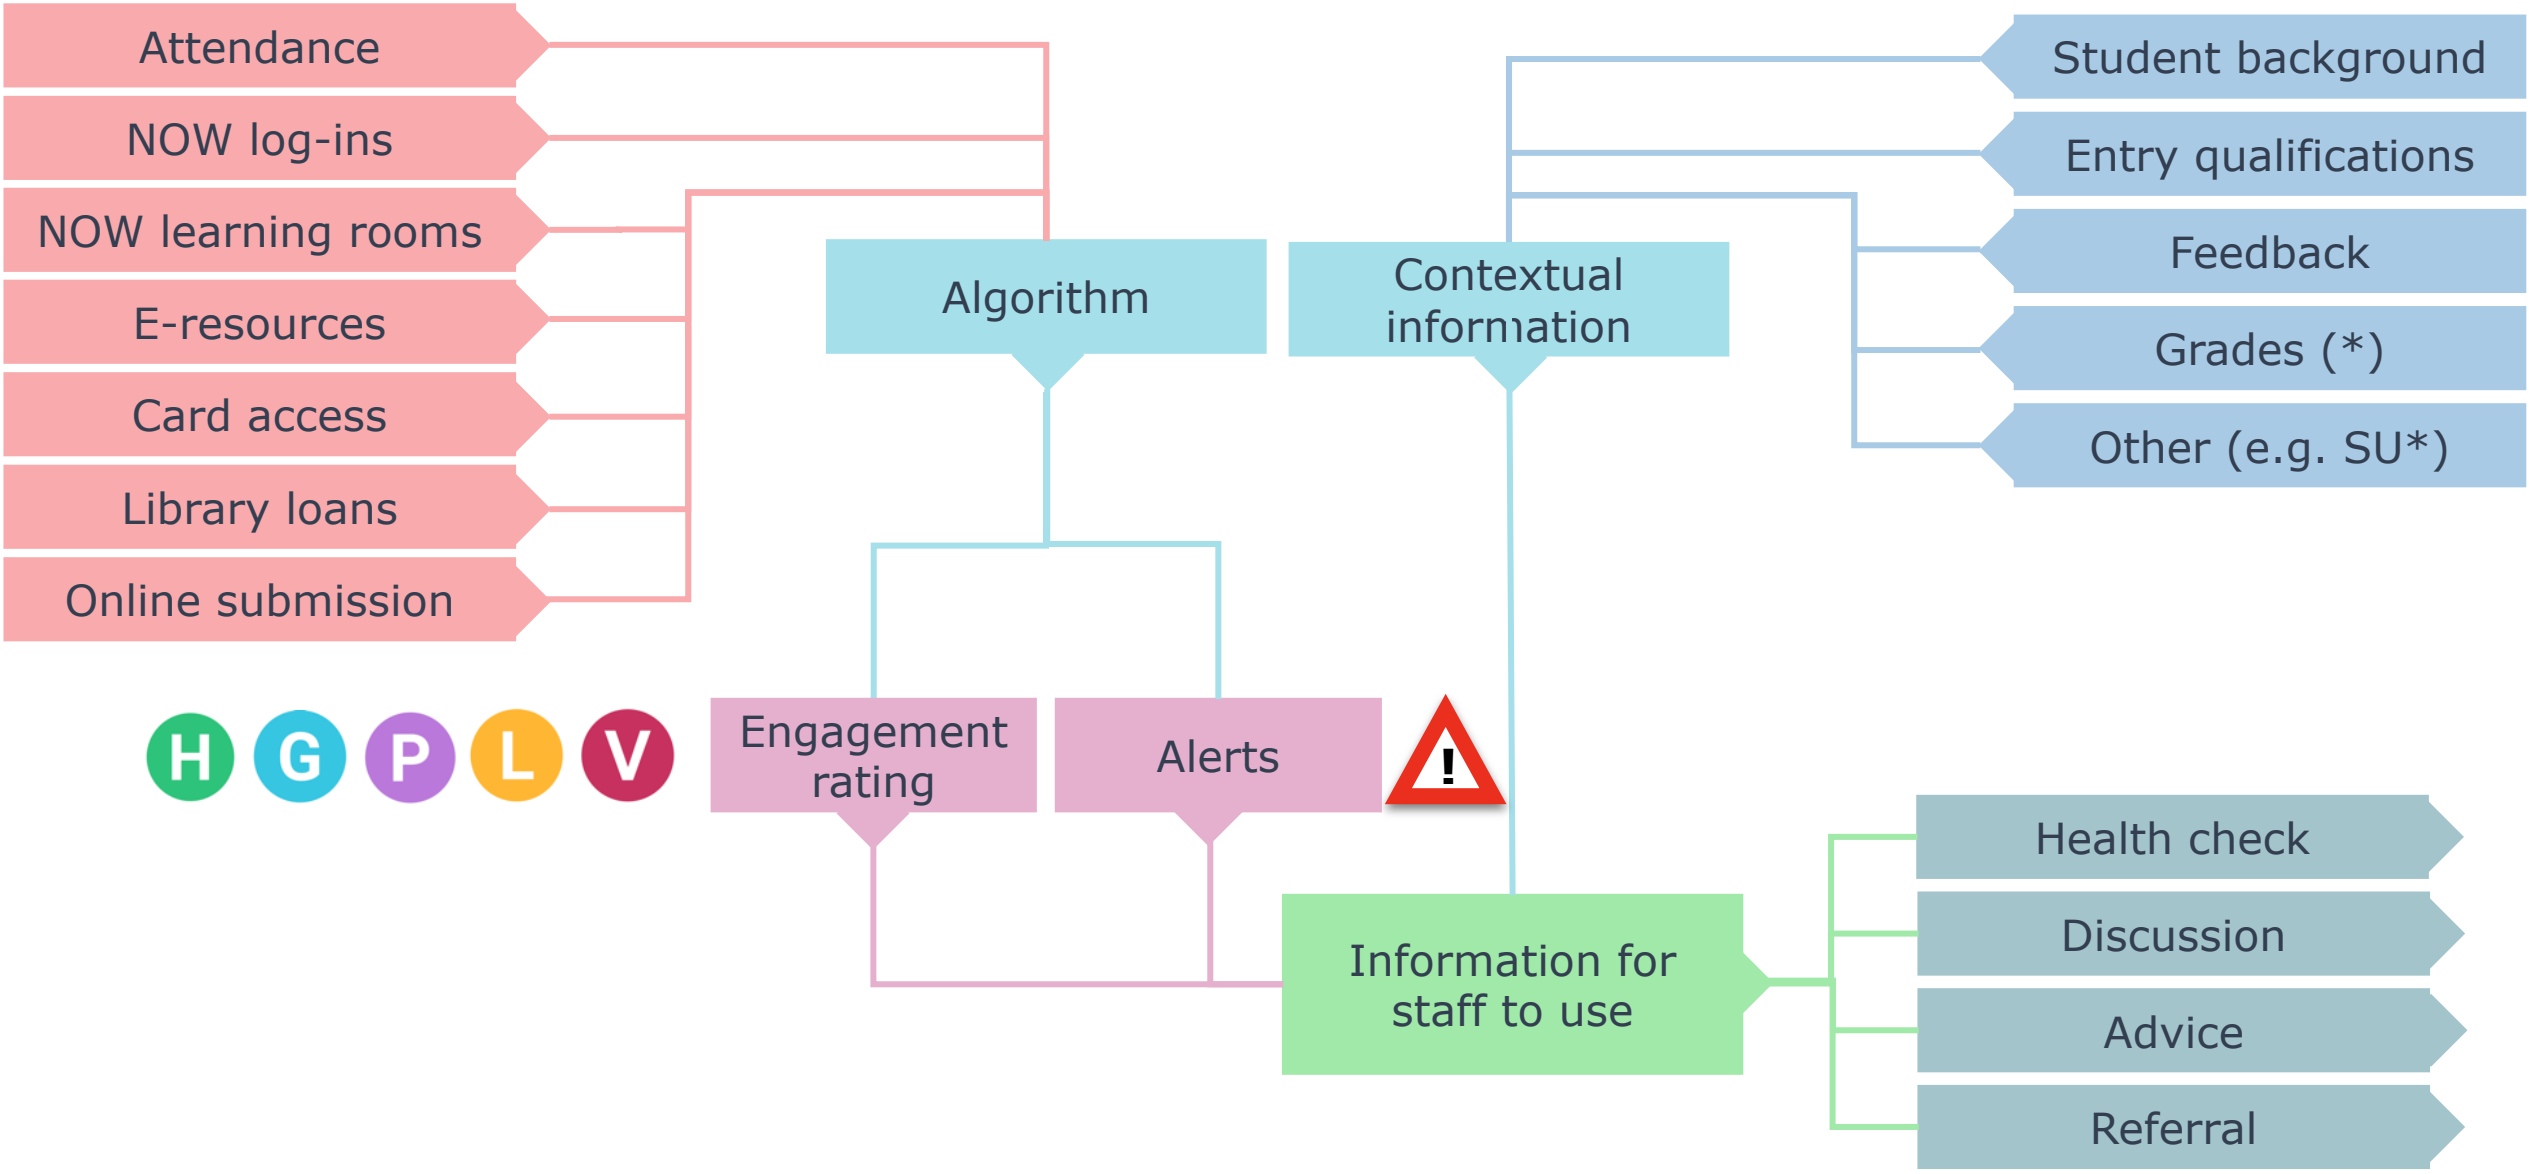 Attendance
NOW log-ins
NOW learning rooms
E-resources
Card access
Library loans
Online submission
Algorithm
Contextual
information
Student background
Entry qualifications
Feedback
Grades (*)
Other (e.g. SU*)
H G P L V
Engagement
rating
Alerts
!
Information for
staff to use
Health check
Discussion
Advice
Referral